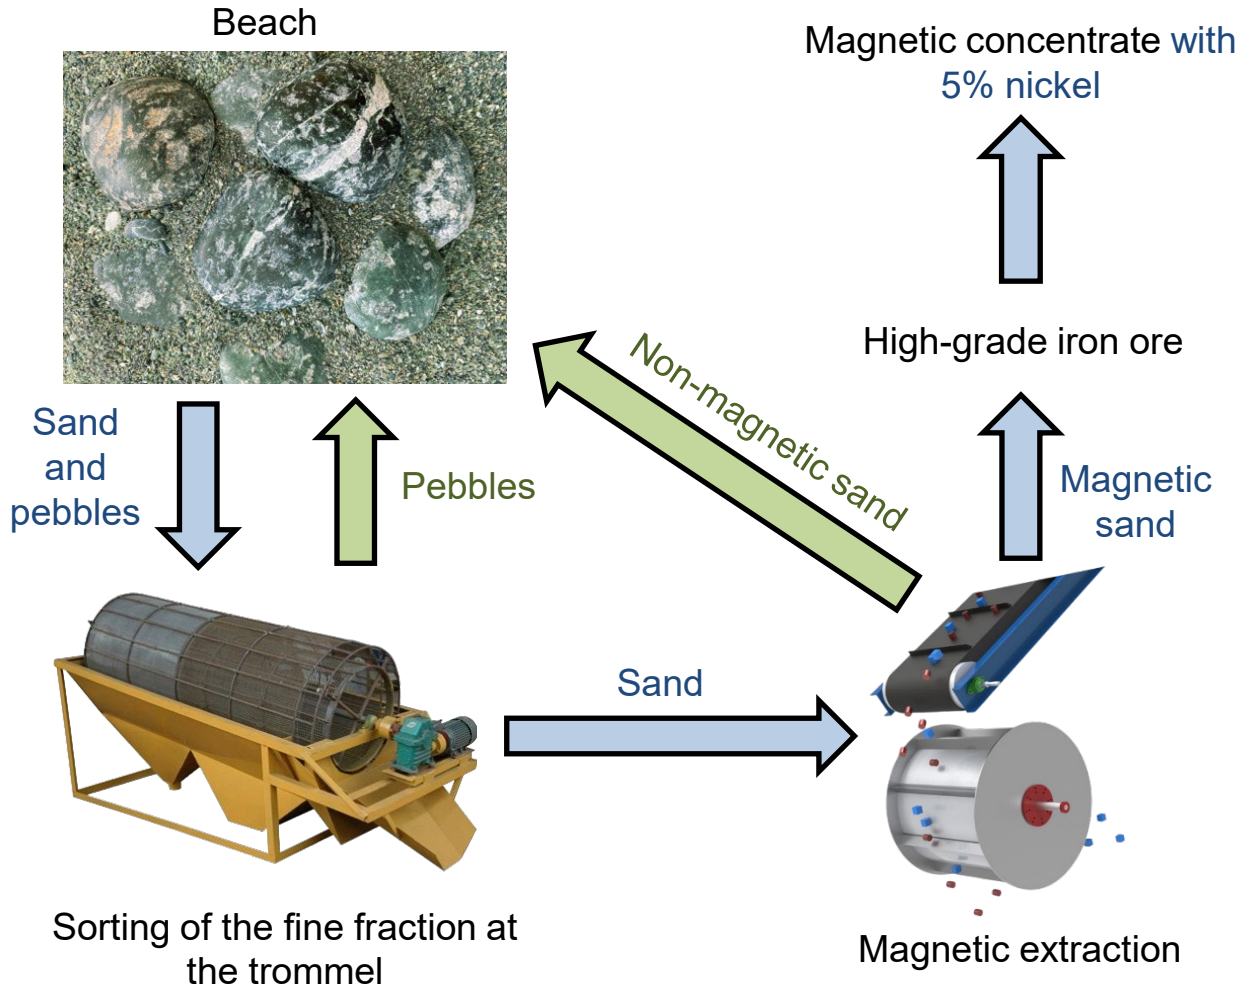 Beach
Magnetic concentrate with
5% nickel
High-grade iron ore
Non-magnetic sand
Sand
and
pebbles
Pebbles
Magnetic
sand
Sand
Sorting of the fine fraction at
the trommel
Magnetic extraction